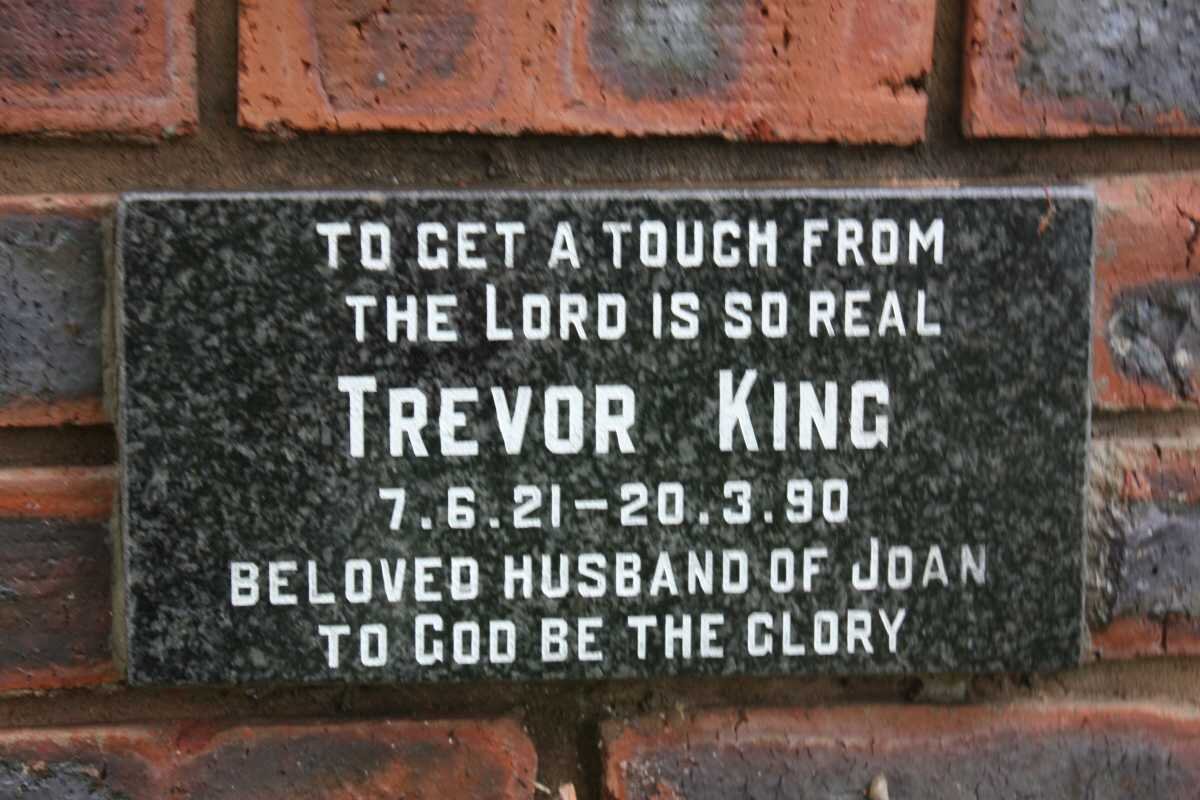 TO GET A TOUCH FROM
THE LORD IS SO REAL
TREVOR KING
7.6.21-20.3.90
BELOVED HUSBAND OF JOAN
TO GOD BE THE GLORY